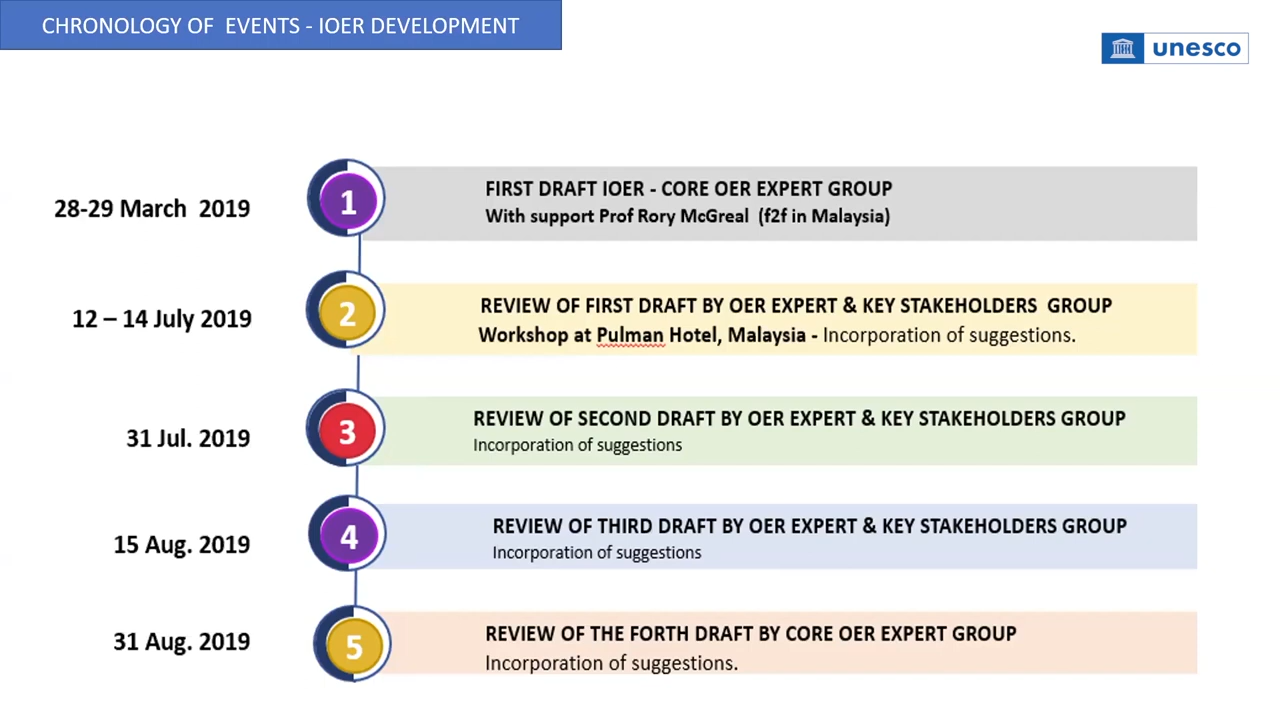 CHRONOLOGY OF EVENTS - IOER DEVELOPMENT
unesco
28-29 March 2019
1
FIRST DRAFT IOER - CORE OER EXPERT GROUP
With support Prof Rory McGreal (f2f in Malaysia)
12 – 14 July 2019
2
REVIEW OF FIRST DRAFT BY OER EXPERT & KEY STAKEHOLDERS GROUP
Workshop at Pulman Hotel, Malaysia - Incorporation of suggestions.
31 Jul. 2019
3
REVIEW OF SECOND DRAFT BY OER EXPERT & KEY STAKEHOLDERS GROUP
Incorporation of suggestions
15 Aug. 2019
4
REVIEW OF THIRD DRAFT BY OER EXPERT & KEY STAKEHOLDERS GROUP
Incorporation of suggestions
31 Aug. 2019
5
REVIEW OF THE FORTH DRAFT BY CORE OER EXPERT GROUP
Incorporation of suggestions.